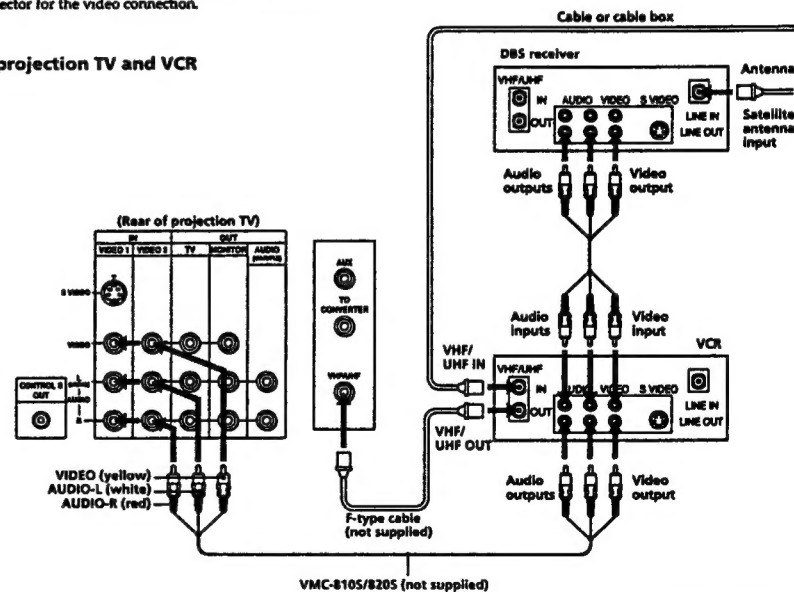 ector for the video connection.
projection TV and VCR
Cable or cable box
DBS receiver
VHF/UHF
IN
OUT
AUDIO VIDEO S VIDEO
LINE IN
LINE OUT
Antenna
Satellite
antenna
input
Audio
outputs
Video
output
(Rear of projection TV)
IN
OUT
VIDEO 1
TV
MONITOR
AUDIO
S VIDEO
VIDEO
L
AUDIO
R
CONTROL S
OUT
AUX
TO
CONVERTER
VHF/UHF
Audio
inputs
Video
input
VCR
VHF/
UHF IN
VHF/UHF
IN
OUT
AUDIO VIDEO S VIDEO
LINE IN
LINE OUT
VHF/
UHF OUT
VIDEO (yellow)
AUDIO-L (white)
AUDIO-R (red)
Audio
outputs
Video
output
F-type cable
(not supplied)
VMC-810S/820S (not supplied)